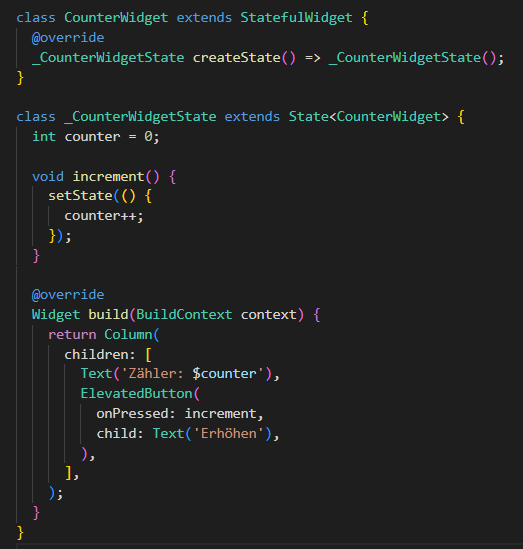 class CounterWidget extends StatefulWidget {
  @override
  _CounterWidgetState createState() => _CounterWidgetState();
}

class _CounterWidgetState extends State<CounterWidget> {
  int counter = 0;

  void increment() {
    setState(() {
      counter++;
    });
  }

  @override
  Widget build(BuildContext context) {
    return Column(
      children: [
        Text('Zähler: $counter'),
        ElevatedButton(
          onPressed: increment,
          child: Text('Erhöhen'),
        ),
      ],
    );
  }
}